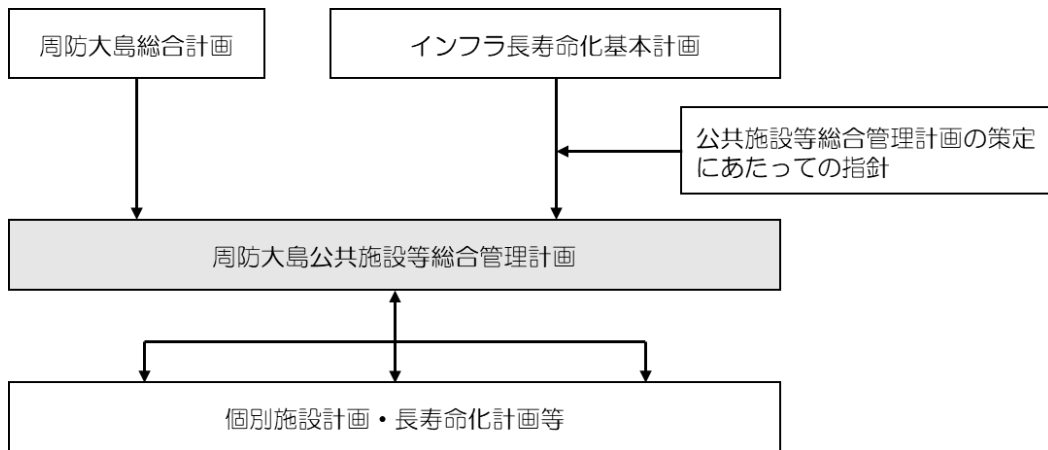 周防大島総合計画
インフラ長寿命化基本計画
公共施設等総合管理計画の策定
にあたっての指針
周防大島公共施設等総合管理計画
個別施設計画・長寿命化計画等